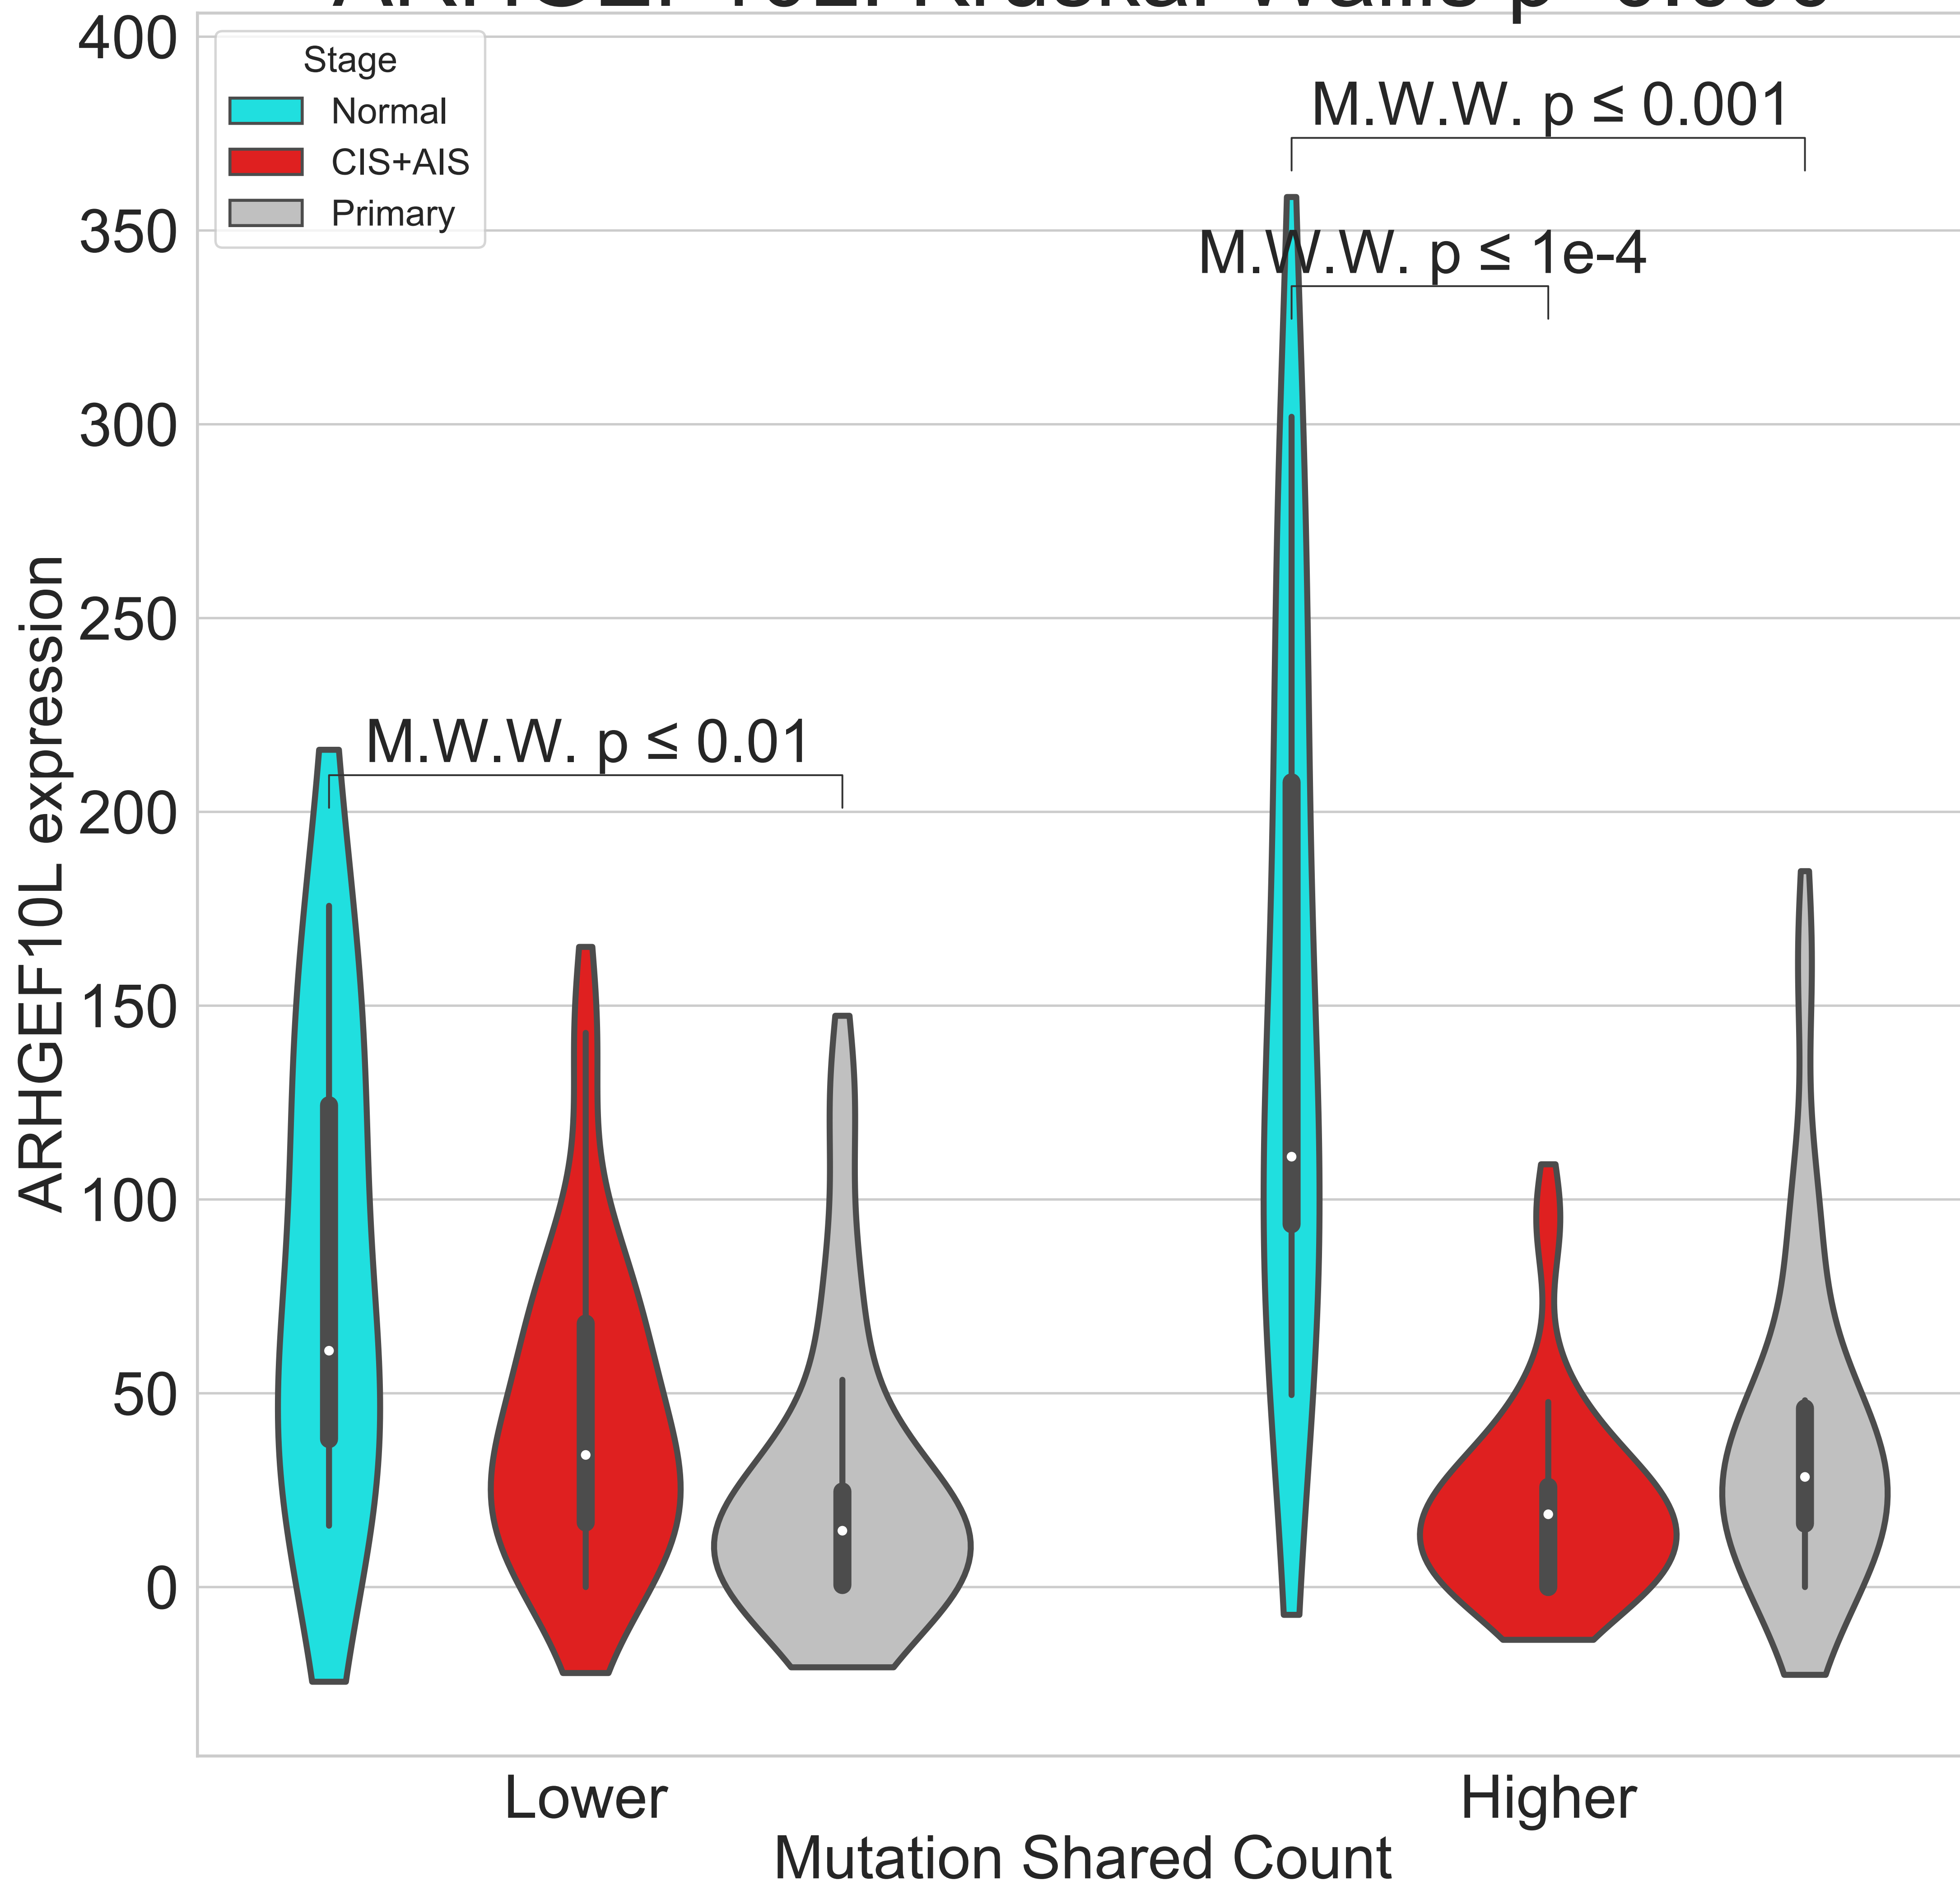 400
350
300
250
200
150
100
50
0
ARHGEF10L expression
Stage
Normal
CIS+AIS
Primary
M.W.W. p ≤ 0.001
M.W.W. p ≤ 1e-4
M.W.W. p ≤ 0.01
Lower
Higher
Mutation Shared Count